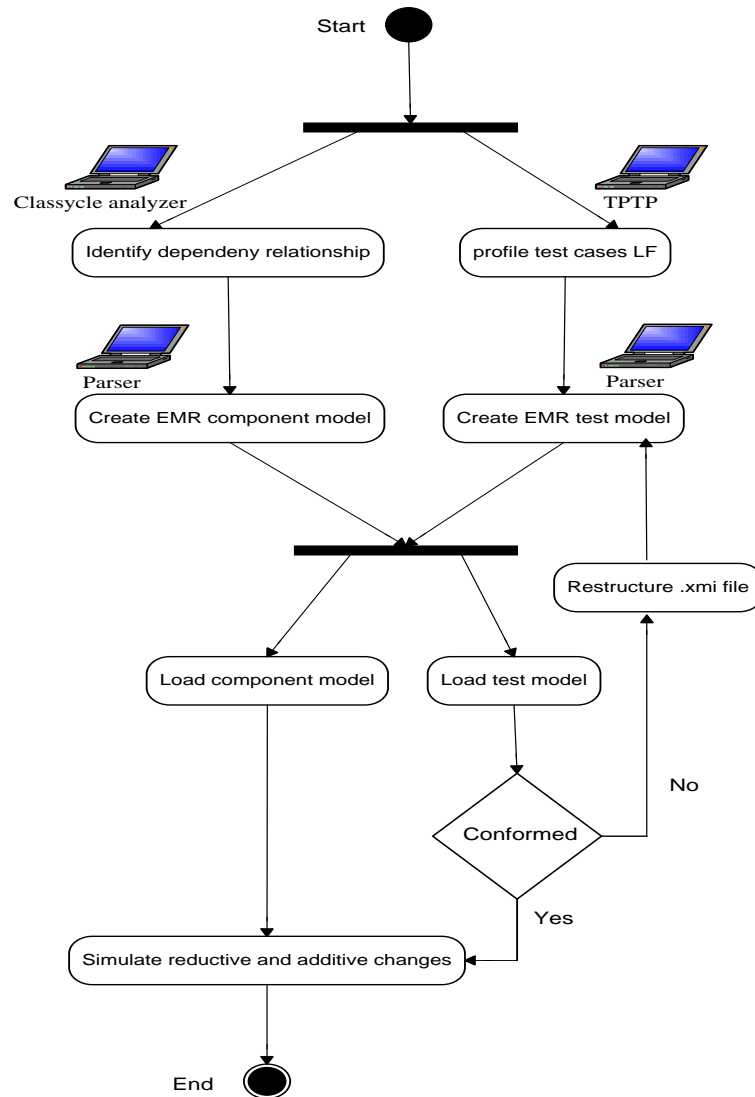 Start
Classycle analyzer
TPTP
Identify dependeny relationship
profile test cases LF
Parser
Parser
Create EMR component model
Create EMR test model
Restructure .xmi file
Load component model
Load test model
No
Conformed
Yes
Simulate reductive and additive changes
End